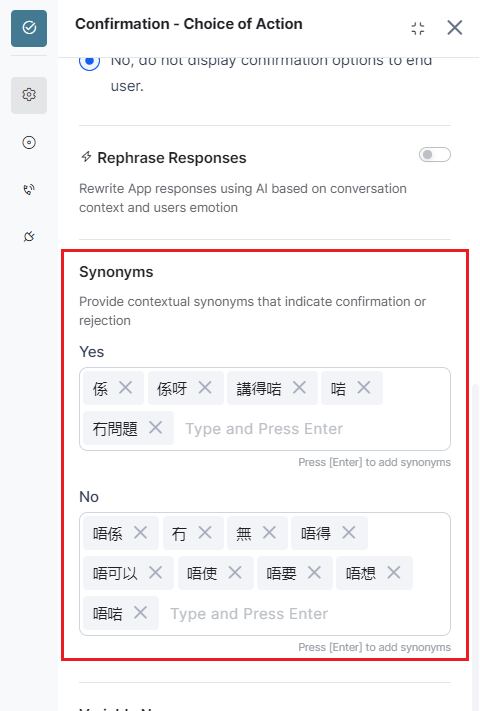 Confirmation - Choice of Action
No, do not display confirmation options to end
user.
Rephrase Responses
Rewrite App responses using AI based on conversation
context and users emotion
Synonyms
Provide contextual synonyms that indicate confirmation or
rejection
Yes
係 係呀 講得啱 啱
冇問題 Type and Press Enter
Press [Enter] to add synonyms
No
唔係 冇 無 唔得
唔可以 唔使 唔要 唔想
唔啱 Type and Press Enter
Press [Enter] to add synonyms